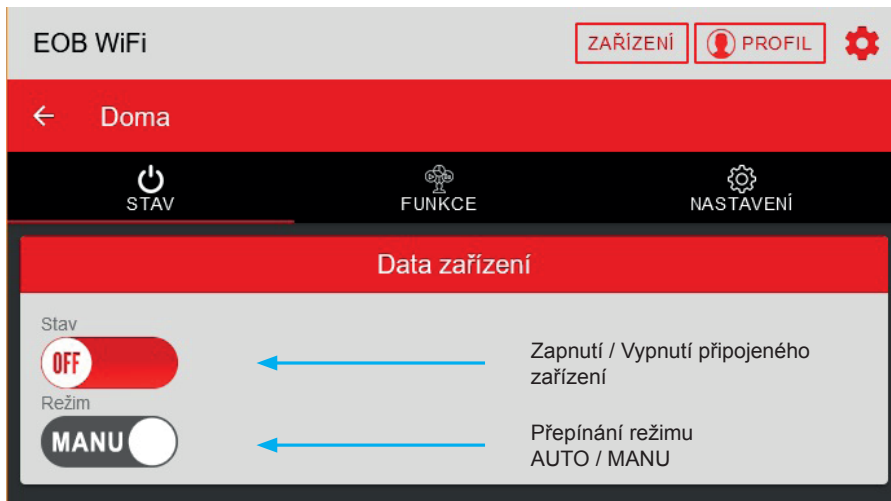 EOB WiFi
ZAŘÍZENÍ
PROFIL
Doma
STAV
FUNKCE
NASTAVENÍ
Data zařízení
Stav
OFF
Zapnutí / Vypnutí připojeného
zařízení
Režim
MANU
Přepínání režimu
AUTO / MANU